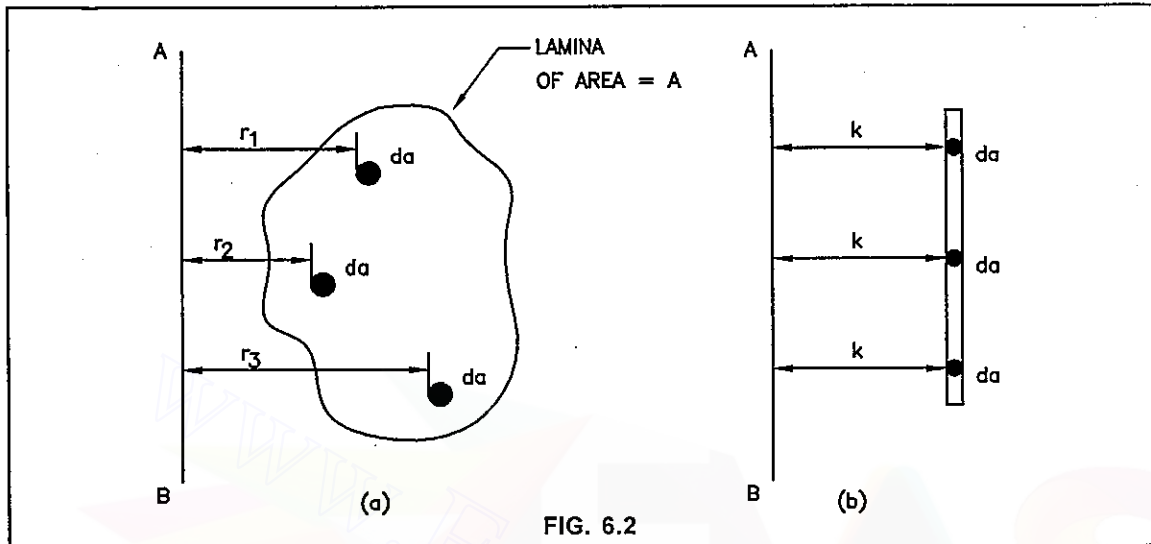 A
LAMINA
OF AREA = A
r1
da
r2
da
r3
da
B
(a)
A
k
da
k
da
k
da
B
(b)
FIG. 6.2